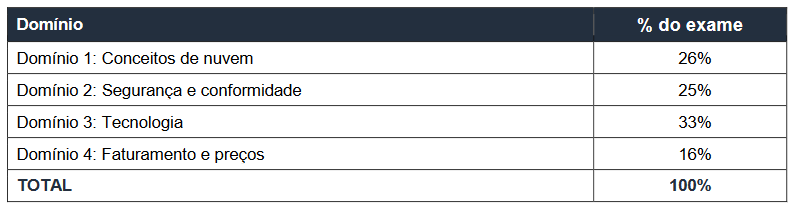 Domínio % do exame
Domínio 1: Conceitos de nuvem 26%
Domínio 2: Segurança e conformidade 25%
Domínio 3: Tecnologia 33%
Domínio 4: Faturamento e preços 16%
TOTAL 100%